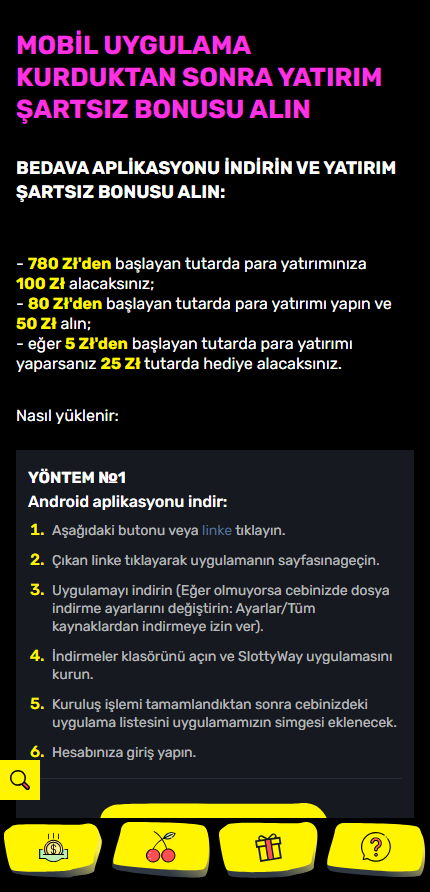 MOBİL UYGULAMA
KURDUKTAN SONRA YATIRIM
ŞARTSIZ BONUSU ALIN
BEDAVA APLİKASYONU İNDİRİN VE YATIRIM
ŞARTSIZ BONUSU ALIN:
- 780 Zł'den başlayan tutarda para yatırımınıza
100 Zł alacaksınız;
- 80 Zł'den başlayan tutarda para yatırımı yapın ve
50 Zł alın;
- eğer 5 Zł'den başlayan tutarda para yatırımı
yaparsanız 25 Zł tutarda hediye alacaksınız.
Nasıl yüklenir:
YÖNTEM №1
Android aplikasyonu indir:
1. Aşağıdaki butonu veya linke tıklayın.
2. Çıkan linke tıklayarak uygulamanın sayfasınageçin.
3. Uygulamayı indirin (Eğer olmuyorsa cebinizde dosya
indirme ayarlarını değiştirin: Ayarlar/Tüm
kaynaklardan indirmeye izin ver).
4. İndirmeler klasörünü açın ve SlottyWay uygulamasını
kurun.
5. Kuruluş işlemi tamamlandıktan sonra cebinizdeki
uygulama listesini uygulamamızın simgesi eklenecek.
6. Hesabınıza giriş yapın.